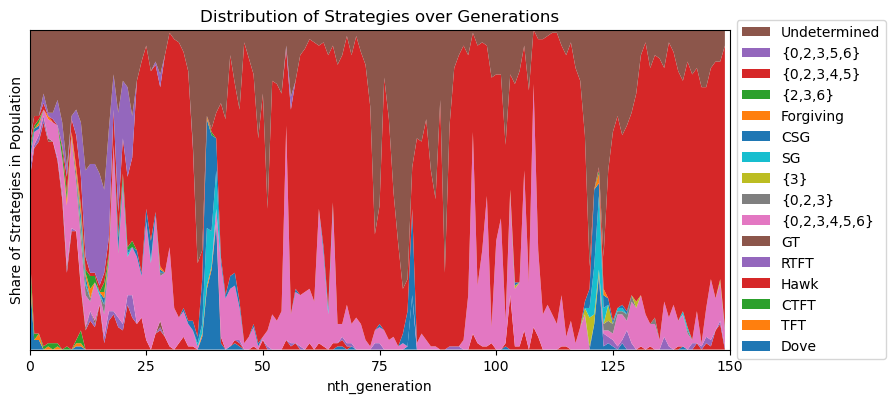 Distribution of Strategies over Generations
Share of Strategies in Population
0 25 50 75 100 125 150
nth_generation
Undetermined
{0,2,3,5,6}
{0,2,3,4,5}
{2,3,6}
Forgiving
CSG
SG
{3}
{0,2,3}
{0,2,3,4,5,6}
GT
RTFT
Hawk
CTFT
TFT
Dove